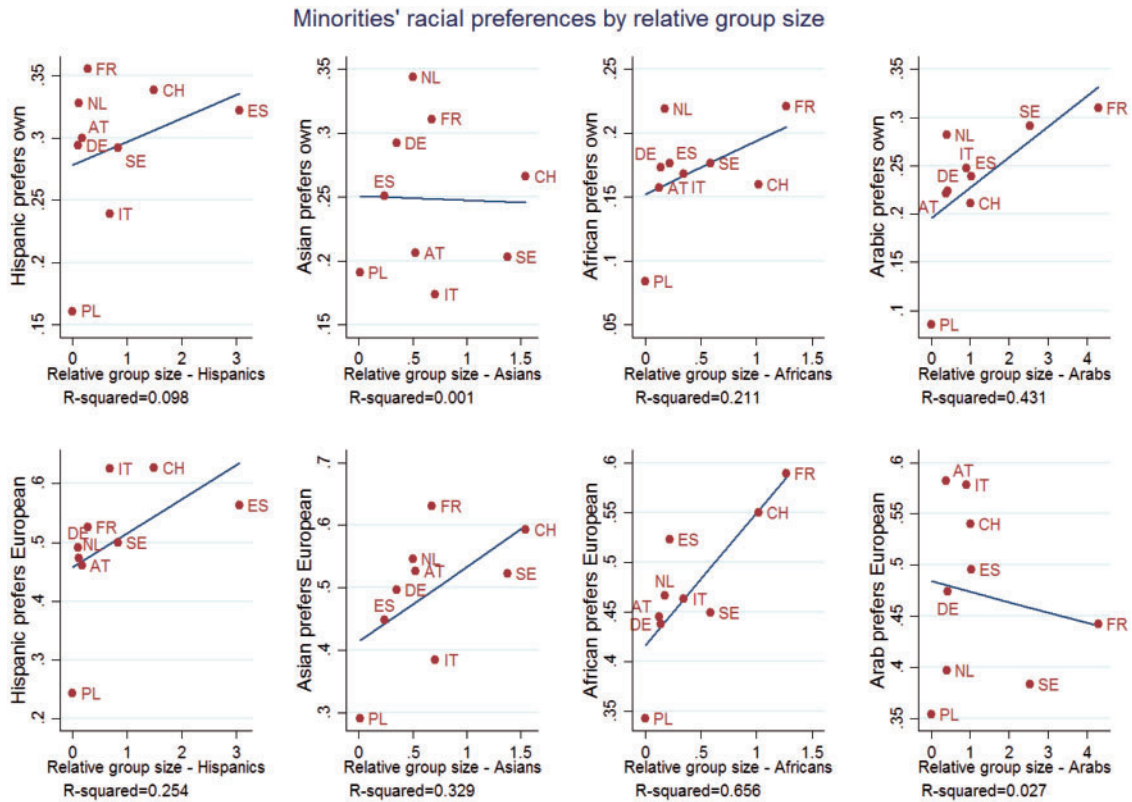 Minorities' racial preferences by relative group size
Hispanic prefers own
.35
.3
.25
.2
.15
FR
NL
CH
ES
AT
DE
SE
IT
PL
0 1 2 3
Relative group size - Hispanics
R-squared=0.098
Asian prefers own
.35
.3
.25
.2
.15
NL
FR
DE
CH
ES
AT
SE
PL
IT
0 .5 1 1.5
Relative group size - Asians
R-squared=0.001
African prefers own
.25
.2
.15
.1
.05
NL
FR
DE
ES
SE
AT
IT
CH
PL
0 .5 1 1.5
Relative group size - Africans
R-squared=0.211
Arabic prefers own
.35
.3
.25
.2
.15
.1
SE
FR
NL
IT
ES
DE
AT
CH
PL
0 1 2 3 4
Relative group size - Arabs
R-squared=0.431
Hispanic prefers European
.6
.5
.4
.3
.2
IT
CH
ES
DE
FR
NL
SE
AT
PL
0 1 2 3
Relative group size - Hispanics
R-squared=0.254
Asian prefers European
.7
.6
.5
.4
.3
FR
CH
NL
AT
SE
DE
ES
IT
PL
0 .5 1 1.5
Relative group size - Asians
R-squared=0.329
African prefers European
.6
.55
.5
.45
.4
.35
FR
CH
ES
NL
IT
AT
SE
DE
PL
0 .5 1 1.5
Relative group size - Africans
R-squared=0.656
Arab prefers European
.6
.55
.5
.45
.4
.35
AT
IT
CH
ES
DE
FR
NL
SE
PL
0 1 2 3 4
Relative group size - Arabs
R-squared=0.027